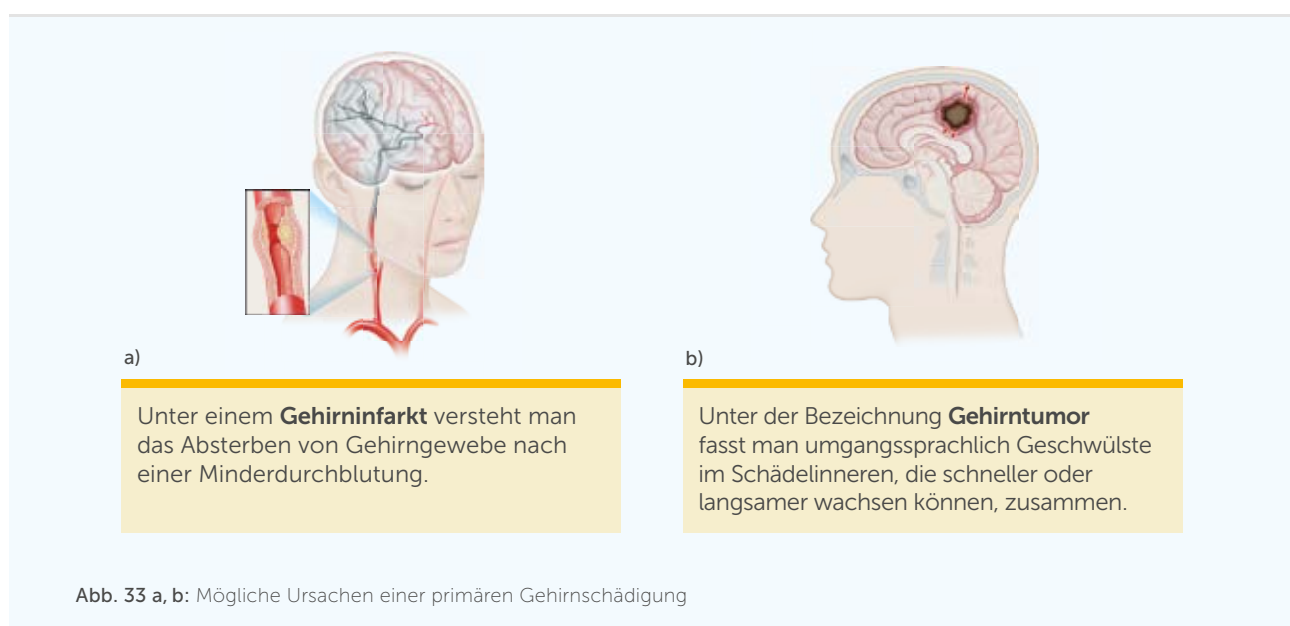 a)
Unter einem Gehirninfarkt versteht man
das Absterben von Gehirngewebe nach
einer Minderdurchblutung.
b)
Unter der Bezeichnung Gehirntumor
fasst man umgangssprachlich Geschwülste
im Schädelinneren, die schneller oder
langsamer wachsen können, zusammen.
Abb. 33 a, b: Mögliche Ursachen einer primären Gehirnschädigung